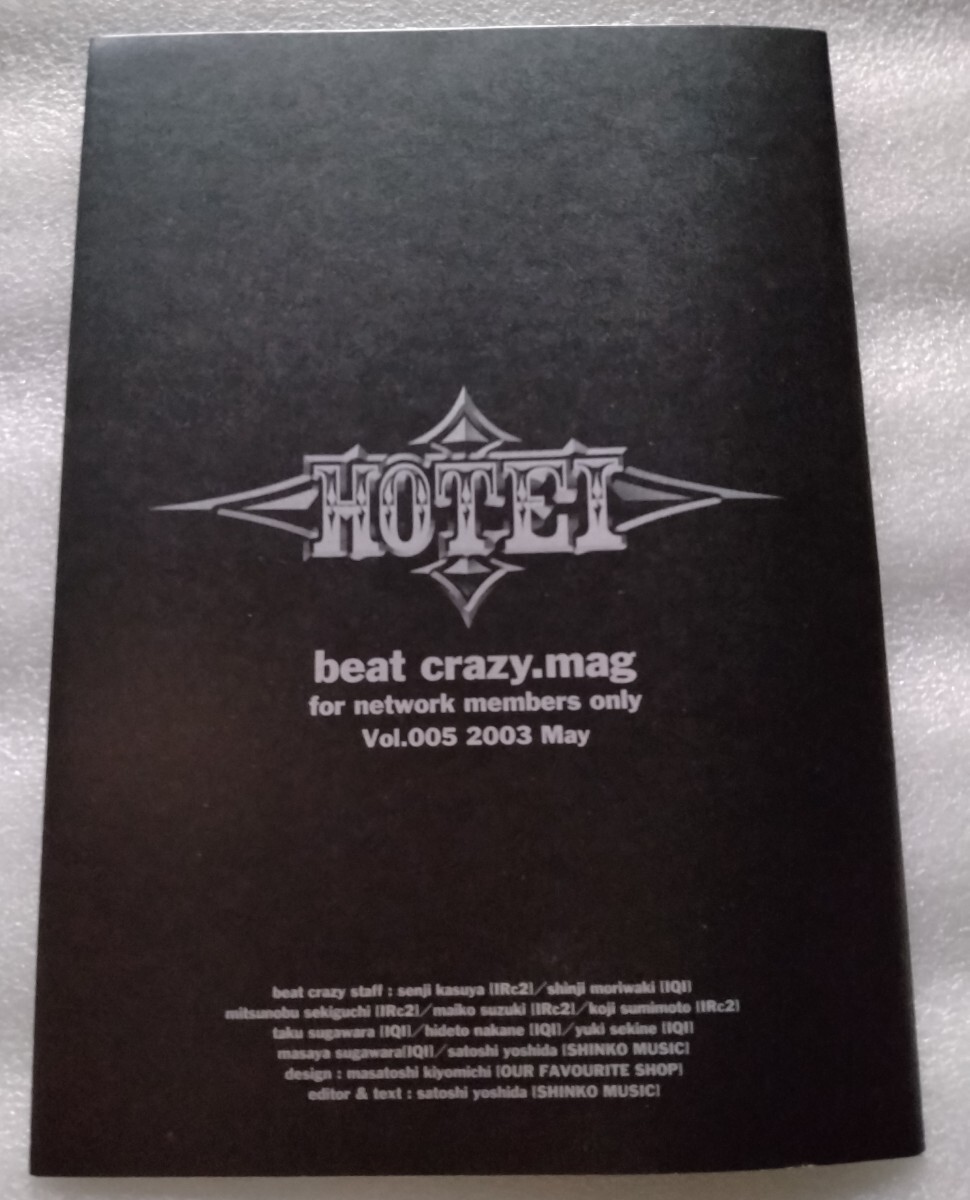 HOTEI
beat crazy.mag
for network members only
Vol.005 2003 May
beat crazy staff : senji kasuya [IRc2]/shinji moriwaki [IQI]
mitsunobu sekiguchi [IRc2]/maiko suzuki [IRc2]/koji sumimoto [IRc2]
taku sugawara [IQI]/hideto nakane [IQI]/yuki sekine [IQI]
masaya sugawara[IQI]/satoshi yoshida [SHINKO MUSIC]
design : masatoshi kiyomichi [OUR FAVOURITE SHOP]
editor & text : satoshi yoshida [SHINKO MUSIC]